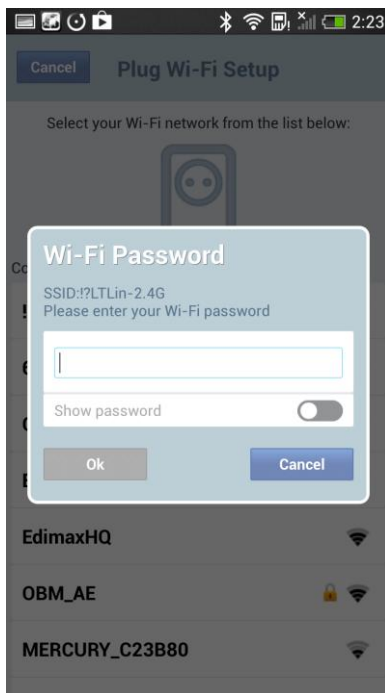 2:23
Cancel
Plug Wi-Fi Setup
Select your Wi-Fi network from the list below:
Co
Wi-Fi Password
SSID:!?LTLin-2.4G
Please enter your Wi-Fi password
Show password
Ok
Cancel
EdimaxHQ
OBM_AE
MERCURY_C23B80